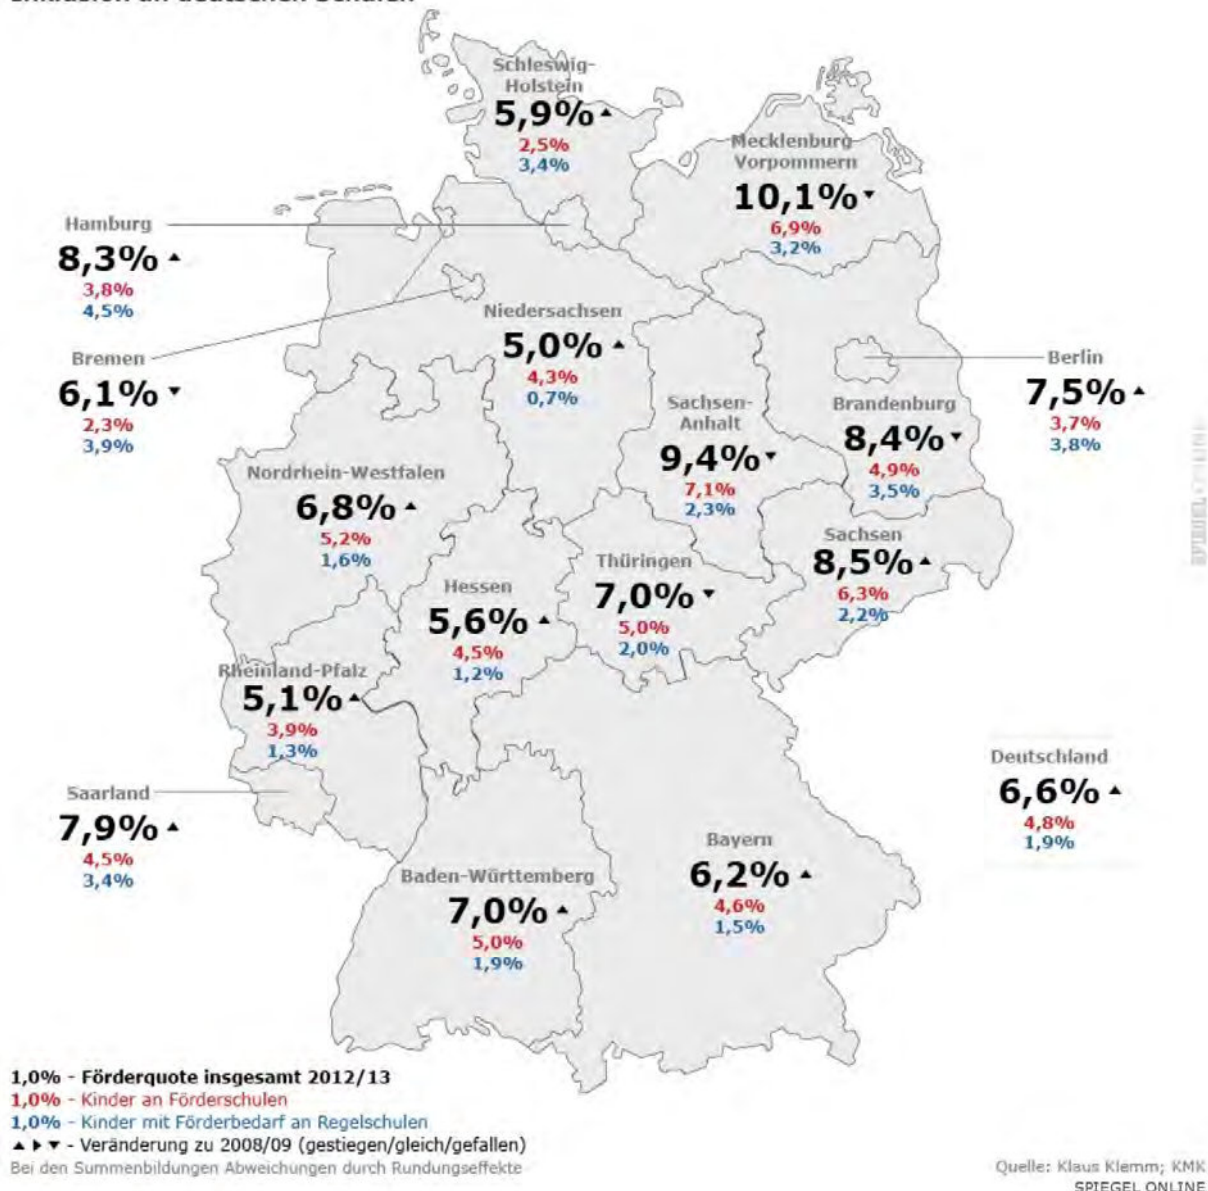 Inklusion an deutschen Schulen
Schleswig-
Holstein
5,9% ▲
2,5%
3,4%
Mecklenburg
Vorpommern
10,1% ▼
6,9%
3,2%
Hamburg
8,3% ▲
3,8%
4,5%
Niedersachsen
5,0% ▲
4,3%
0,7%
Bremen
6,1% ▼
2,3%
3,9%
Berlin
7,5% ▲
3,7%
3,8%
Sachsen-
Anhalt
9,4% ▼
7,1%
2,3%
Brandenburg
8,4% ▼
4,9%
3,5%
Nordrhein-Westfalen
6,8% ▲
5,2%
1,6%
Sachsen
8,5% ▲
6,3%
2,2%
Thüringen
7,0% ▼
5,0%
2,0%
Hessen
5,6% ▲
4,5%
1,2%
Rheinland-Pfalz
5,1% ▲
3,9%
1,3%
Deutschland
6,6% ▲
4,8%
1,9%
Saarland
7,9% ▲
4,5%
3,4%
Bayern
6,2% ▲
4,6%
1,5%
Baden-Württemberg
7,0% ▲
5,0%
1,9%
SPIEGEL ONLINE
1,0% - Förderquote insgesamt 2012/13
1,0% - Kinder an Förderschulen
1,0% - Kinder mit Förderbedarf an Regelschulen
▲ ▶ ▼ - Veränderung zu 2008/09 (gestiegen/gleich/gefallen)
Bei den Summenbildungen Abweichungen durch Rundungseffekte
Quelle: Klaus Klemm; KMK
SPIEGEL ONLINE